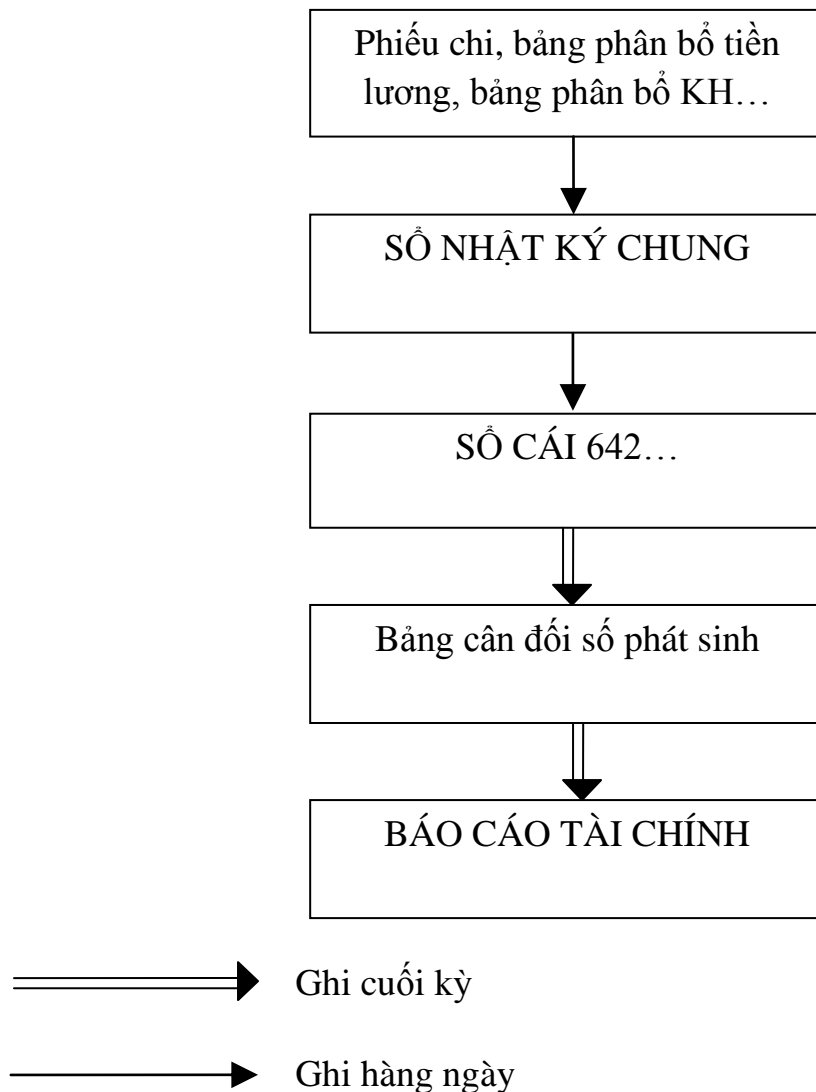 Phiếu chi, bảng phân bổ tiền
lương, bảng phân bổ KH…
SỔ NHẬT KÝ CHUNG
SỔ CÁI 642…
Bảng cân đối số phát sinh
BÁO CÁO TÀI CHÍNH
Ghi cuối kỳ
Ghi hàng ngày